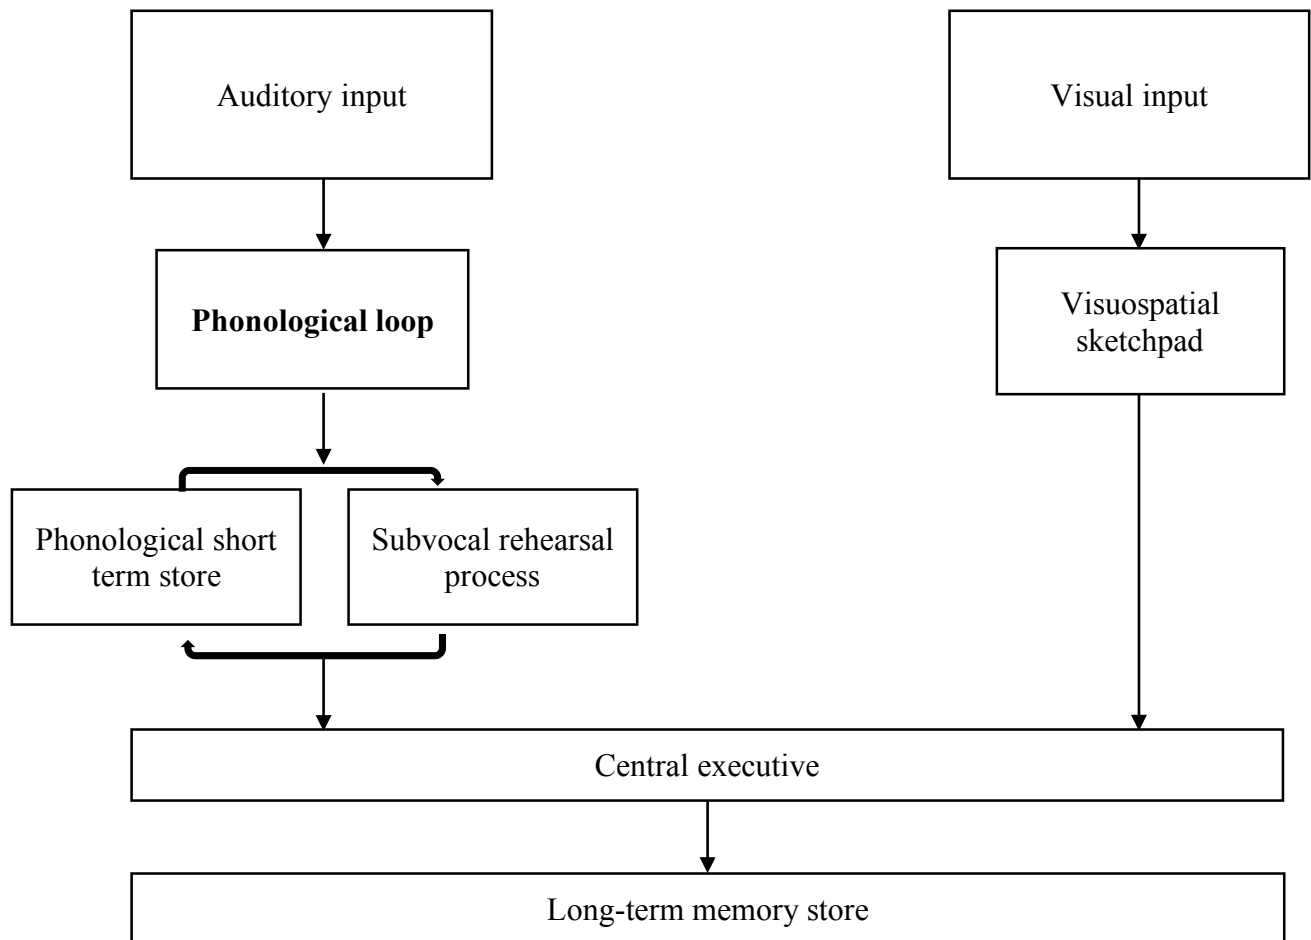 Auditory input
Visual input
Phonological loop
Visuospatial
sketchpad
Phonological short
term store
Subvocal rehearsal
process
Central executive
Long-term memory store